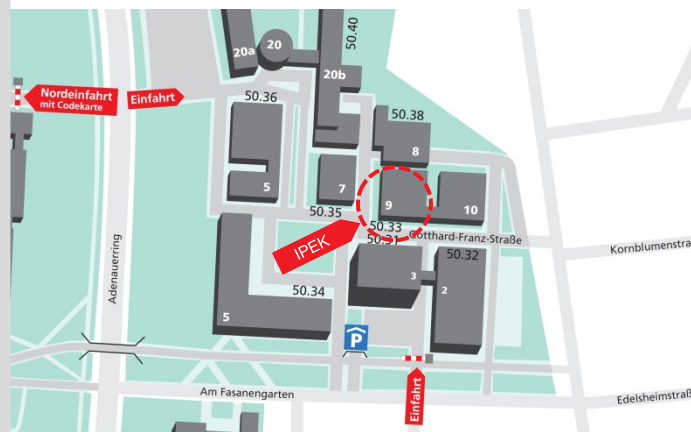 20a
20
50.40
20b
Nordeinfahrt
mit Codekarte
Einfahrt
50.36
50.38
8
5
7
9
10
50.35
50.33
50.31
Gotthard-Franz-Straße
IPEK
50.32
Kornblumenstra
Adenauerring
3
2
50.34
5
P
Am Fasanengarten
Einfahrt
Edelsheimstraß